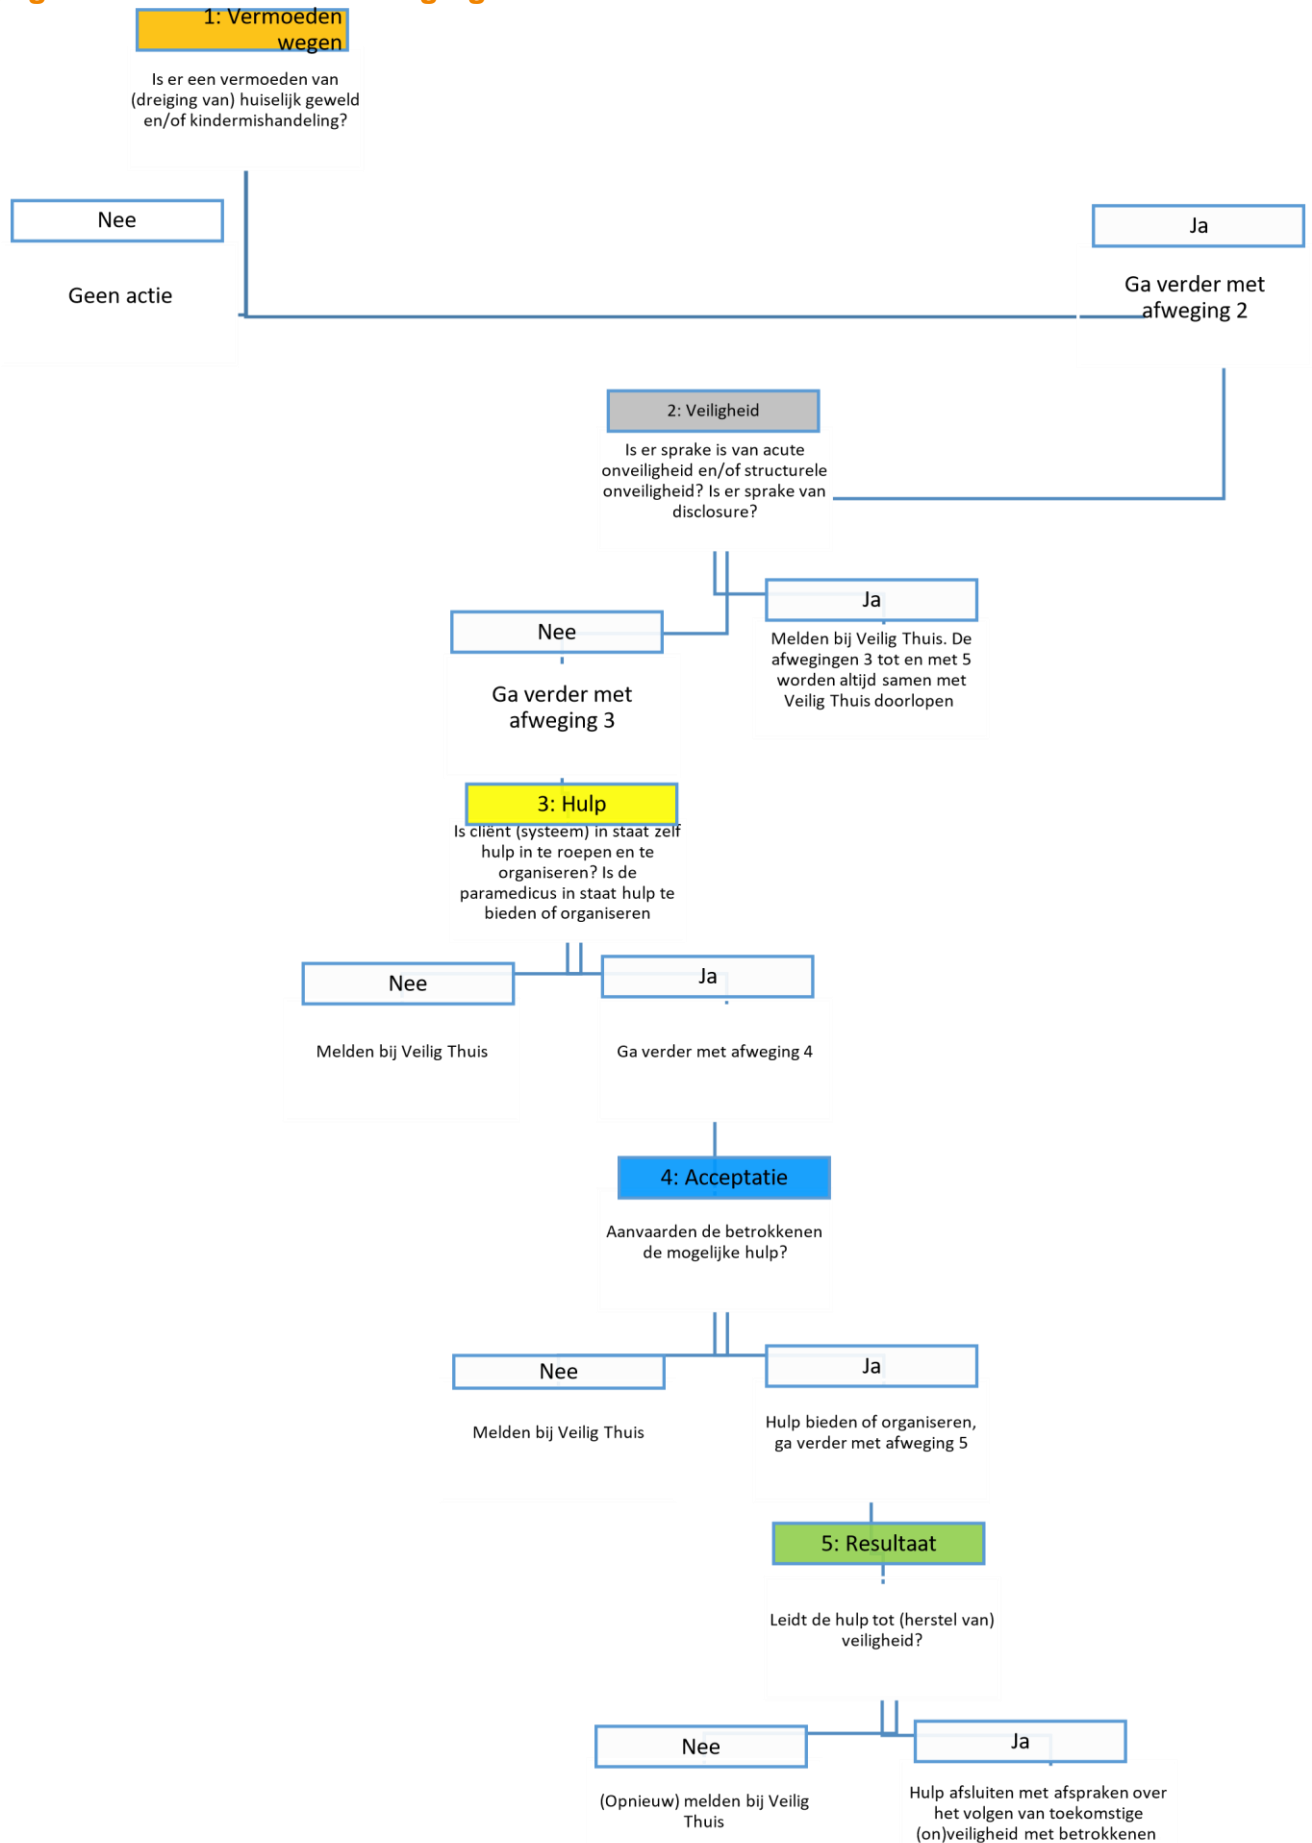 1: Vermoeden
wegen
Is er een vermoeden van
(dreiging van) huiselijk geweld
en/of kindermishandeling?
Nee
Geen actie
Ja
Ga verder met
afweging 2
2: Veiligheid
Is er sprake is van acute
onveiligheid en/of structurele
onveiligheid? Is er sprake van
disclosure?
Ja
Melden bij Veilig Thuis. De
afwegingen 3 tot en met 5
worden altijd samen met
Veilig Thuis doorlopen
Nee
Ga verder met
afweging 3
3: Hulp
Is cliënt (systeem) in staat zelf
hulp in te roepen en te
organiseren? Is de
paramedicus in staat hulp te
bieden of organiseren
Nee
Melden bij Veilig Thuis
Ja
Ga verder met afweging 4
4: Acceptatie
Aanvaarden de betrokkenen
de mogelijke hulp?
Nee
Melden bij Veilig Thuis
Ja
Hulp bieden of organiseren,
ga verder met afweging 5
5: Resultaat
Leidt de hulp tot (herstel van)
veiligheid?
Nee
(Opnieuw) melden bij Veilig
Thuis
Ja
Hulp afsluiten met afspraken over
het volgen van toekomstige
(on)veiligheid met betrokkenen